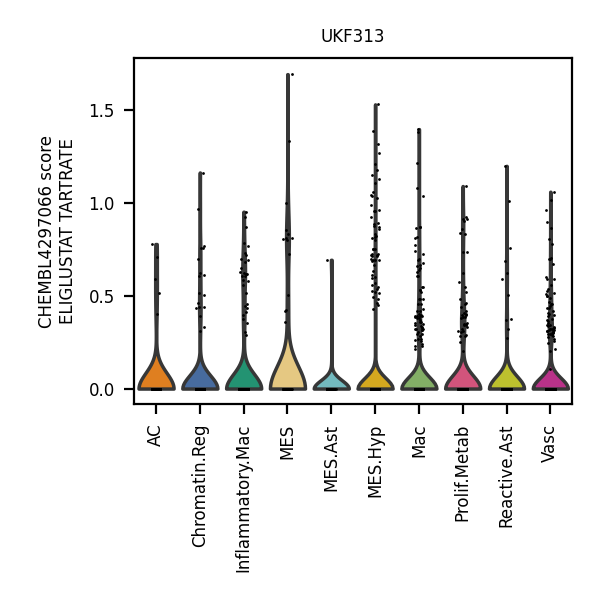 UKF313
CHEMBL4297066 score
ELIGLUSTAT TARTRATE
1.5
1.0
0.5
0.0
AC
Chromatin.Reg
Inflammatory.Mac
MES
MES.Ast
MES.Hyp
Mac
Prolif.Metab
Reactive.Ast
Vasc